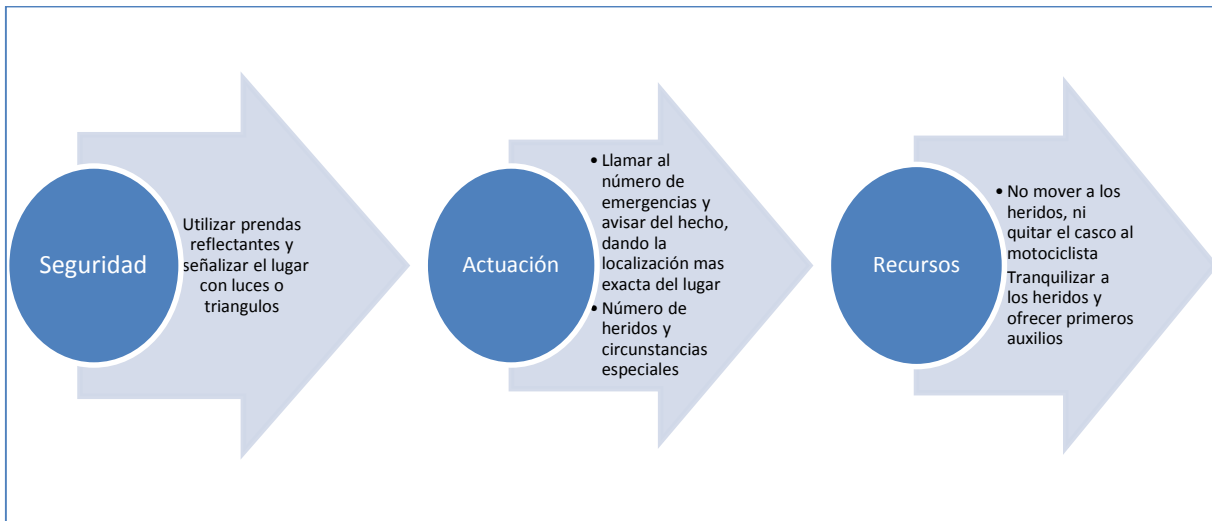 Seguridad
Utilizar prendas
reflectantes y
señalizar el lugar
con luces o
triangulos
Actuación
• Llamar al
número de
emergencias y
avisar del hecho,
dando la
localización mas
exacta del lugar
• Número de
heridos y
circunstancias
especiales
Recursos
• No mover a los
heridos, ni
quitar el casco al
motociclista
Tranquilizar a
los heridos y
ofrecer primeros
auxilios